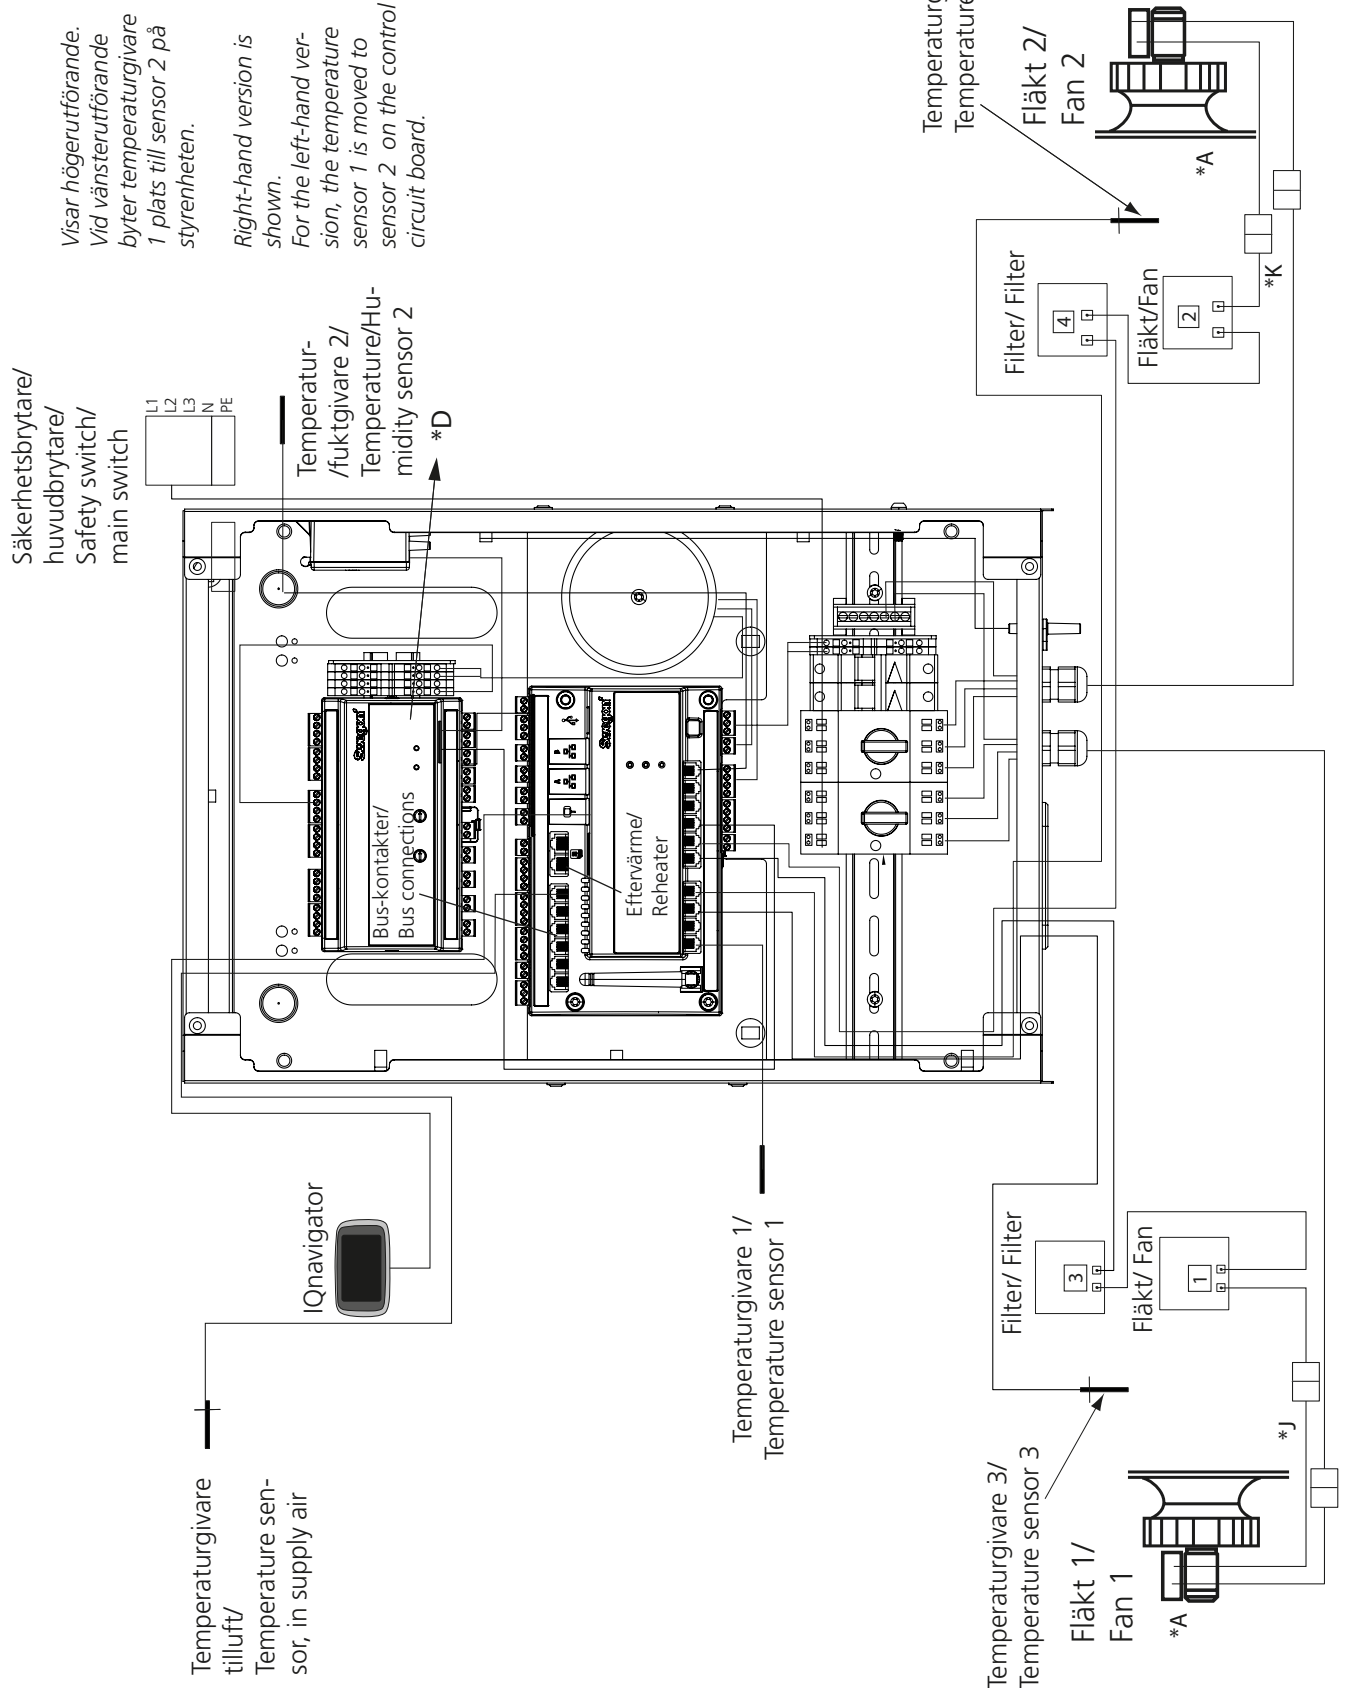 Säkerhetsbrytare/
huvudbrytare/
Safety switch/
main switch
L1
L2
L3
N
PE
Visar högerutförande.
Vid vänsterutförande
byter temperaturgivare
1 plats till sensor 2 på
styrenheten.
Right-hand version is
shown.
For the left-hand ver-
sion, the temperature
sensor 1 is moved to
sensor 2 on the control
circuit board.
Temperatur-
/fuktgivare 2/
Temperature/Hu-
midity sensor 2
*D
Temperaturgivare
tilluft/
Temperature sen-
sor, in supply air
IQnavigator
Swegon
Bus-kontakter/
Bus connections
Swegon
A
B
Eftervärme/
Reheater
Temperaturgivare 1/
Temperature sensor 1
Temperaturgivare 3/
Temperature sensor 3
Fläkt 1/
Fan 1
*A
*J
Filter/ Filter
3
Fläkt/ Fan
1
Filter/ Filter
4
Fläkt/Fan
2
*K
Fläkt 2/
Fan 2
*A